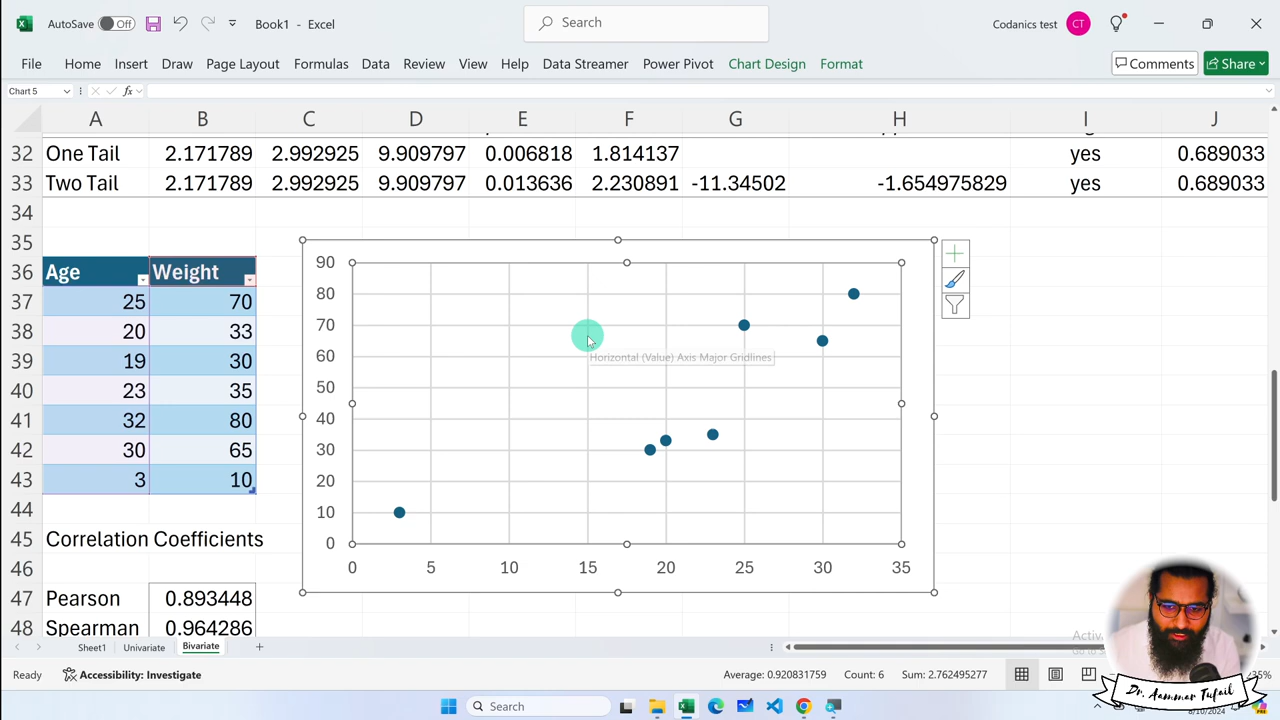 AutoSave Off Book1 - Excel Search Codanics test CT
File Home Insert Draw Page Layout Formulas Data Review View Help Data Streamer Power Pivot Chart Design Format Comments Share
Chart 5 fx
A B C D E F G H I J
32 One Tail 2.171789 2.992925 9.909797 0.006818 1.814137 yes 0.689033
33 Two Tail 2.171789 2.992925 9.909797 0.013636 2.230891 -11.34502 -1.654975829 yes 0.689033
34
35
36 Age Weight
37 25 70
38 20 33
39 19 30
40 23 35
41 32 80
42 30 65
43 3 10
44
45 Correlation Coefficients
46
47 Pearson 0.893448
48 Spearman 0.964286
90
80
70
60
50
40
30
20
10
0
0 5 10 15 20 25 30 35
Horizontal (Value) Axis Major Gridlines
Sheet1 Univariate Bivariate
Ready Accessibility: Investigate Average: 0.920831759 Count: 6 Sum: 2.762495277
Search
Dr. Aammar Tufail